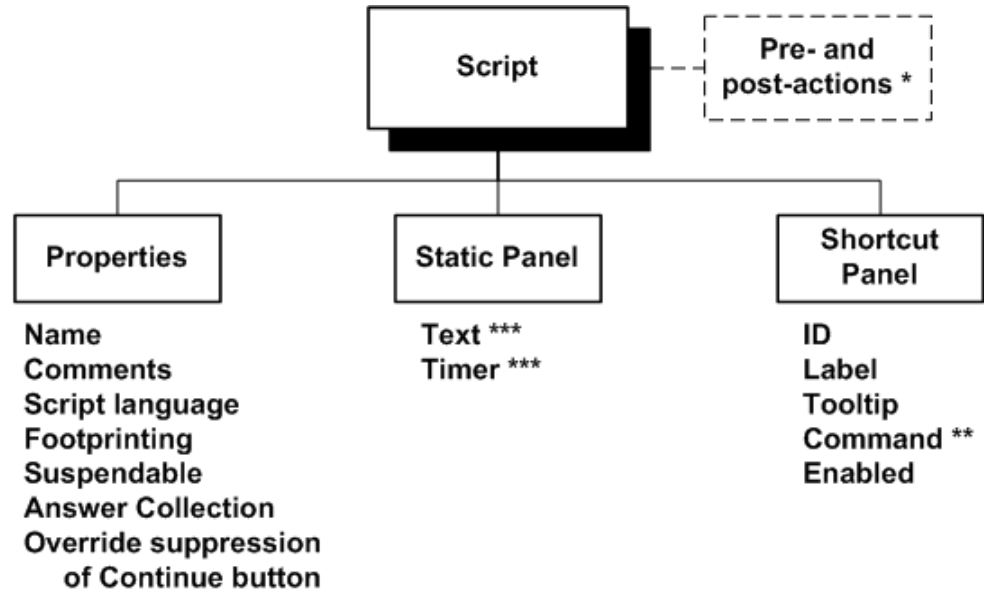 Script
Pre- and
post-actions *
Properties
Static Panel
Shortcut
Panel
Name
Comments
Script language
Footprinting
Suspendable
Answer Collection
Override suppression
of Continue button
Text ***
Timer ***
ID
Label
Tooltip
Command **
Enabled